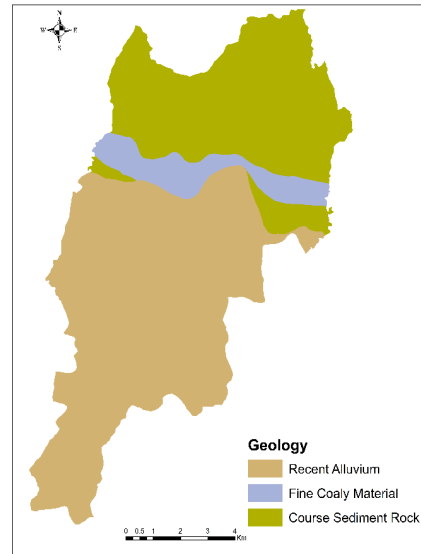 N
W E
S
Geology
Recent Alluvium
Fine Coaly Material
Course Sediment Rock
0 0.5 1 2 3 4
Km